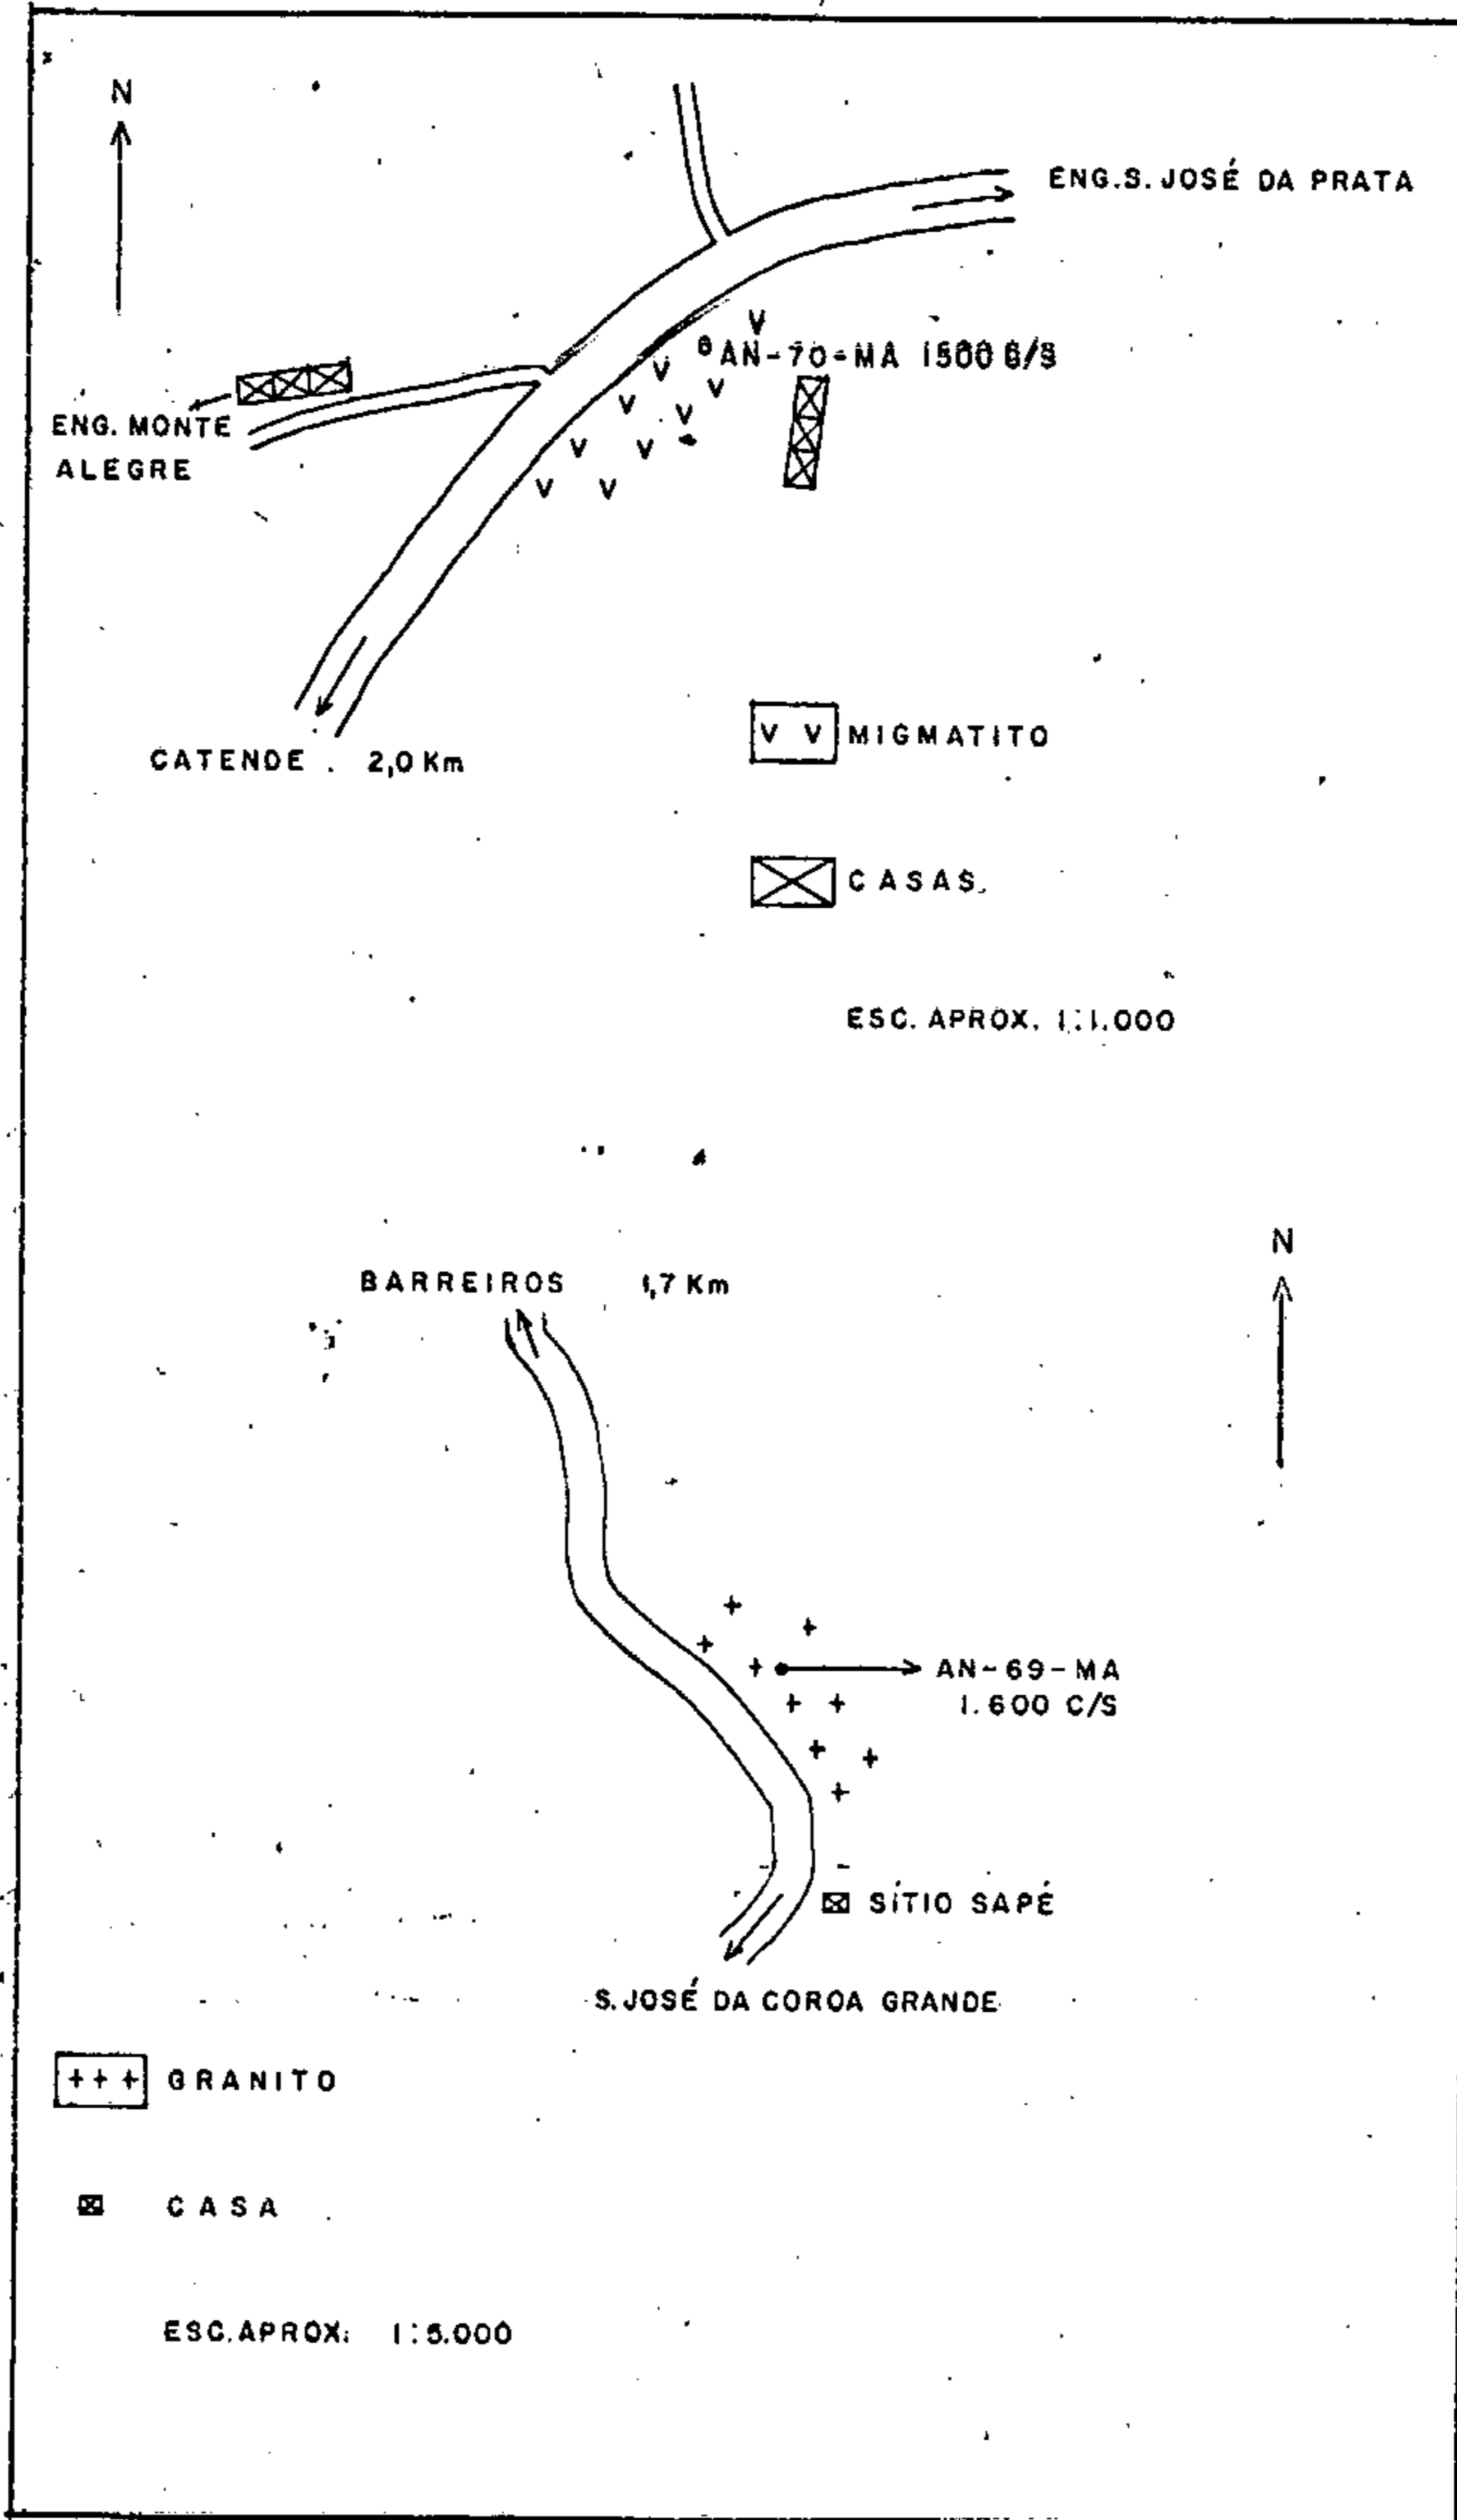 N
ENG. S. JOSÉ DA PRATA
AN-70-MA 1500
ENG. MONTE
ALEGRE
CATENDE 2,0 Km
V V MIGMATITO
CASAS
ESC. APROX. 1:1.000
N
BARREIROS 1,7 Km
AN-69-MA
1.600 C/S
SÍTIO SAPÉ
S. JOSÉ DA COROA GRANDE
+++ GRANITO
CASA
ESC. APROX. 1:5.000